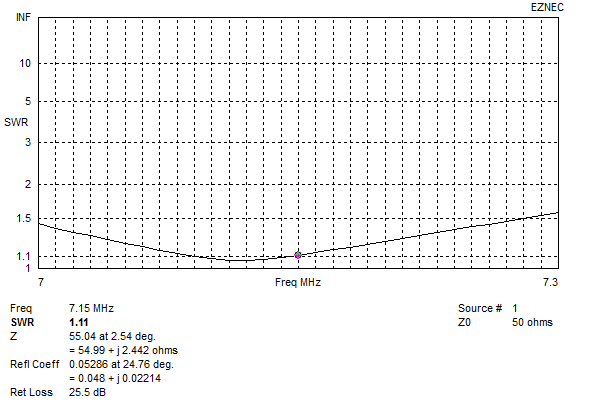 EZNEC
INF
10
5
SWR
3
2
1.5
1.1
1
7 Freq MHz 7.3
Freq 7.15 MHz Source # 1
SWR 1.11 Z0 50 ohms
Z 55.04 at 2.54 deg.
= 54.99 + j 2.442 ohms
Refl Coeff 0.05286 at 24.76 deg.
= 0.048 + j 0.02214
Ret Loss 25.5 dB